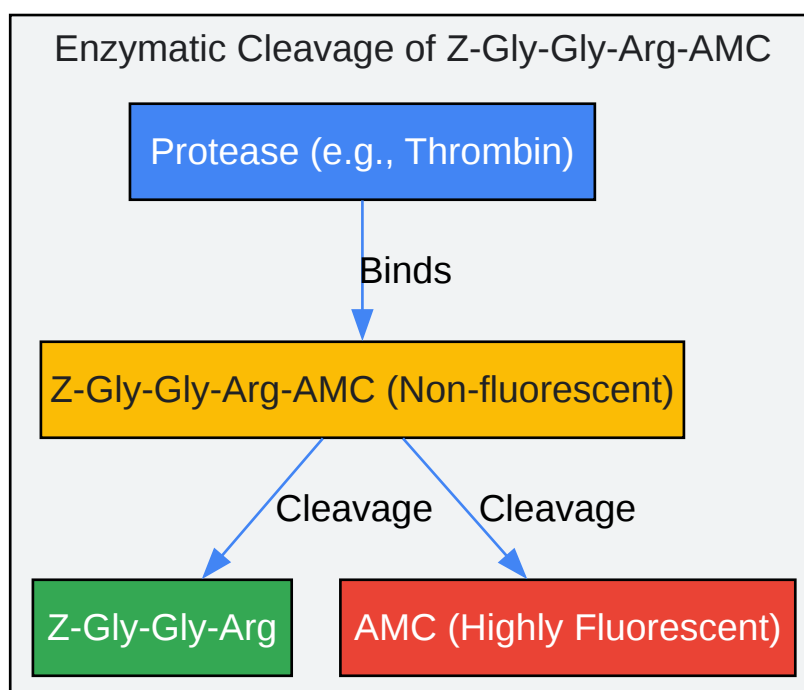 Enzymatic Cleavage of Z-Gly-Gly-Arg-AMC
Protease (e.g., Thrombin)
Binds
Z-Gly-Gly-Arg-AMC (Non-fluorescent)
Cleavage
Cleavage
Z-Gly-Gly-Arg
AMC (Highly Fluorescent)